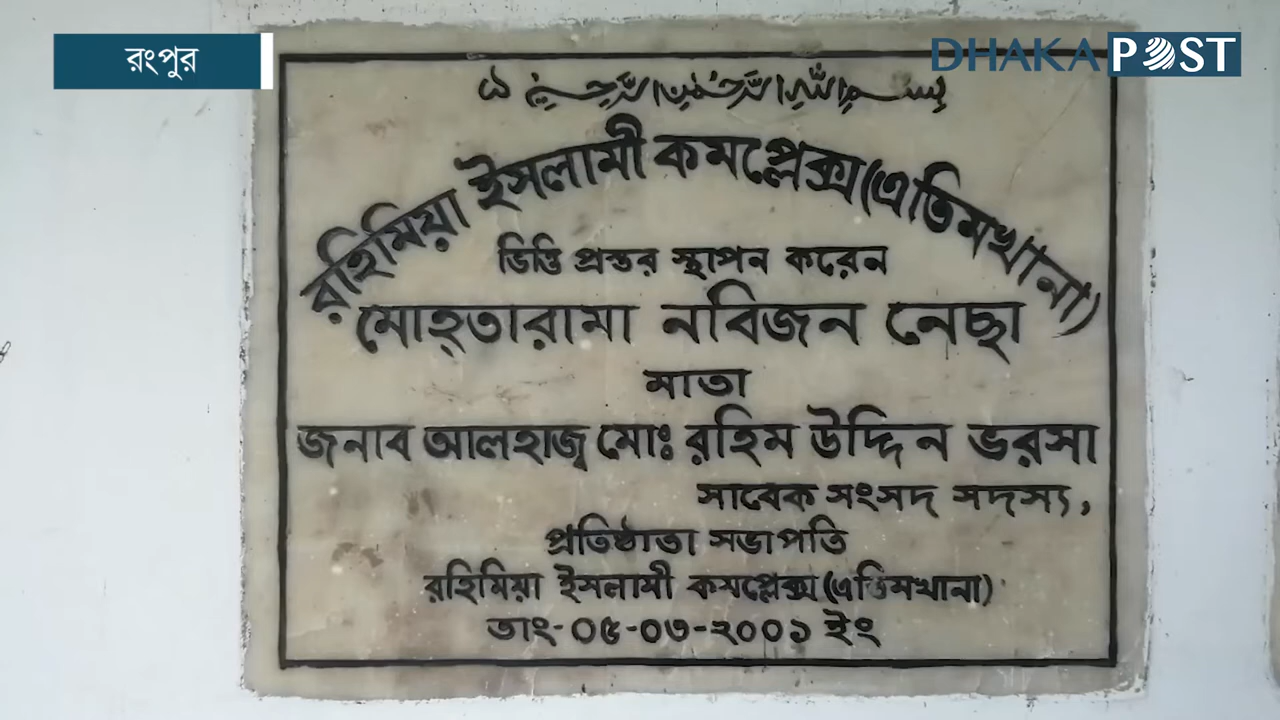 রংপুর
DHAKA POST
بسم الله الرحمن الرحيم
রহিমিয়া ইসলামী কমপ্লেক্স (এতিমখানা)
ভিত্তি প্রস্তর স্থাপন করেন
মোহ্তারামা নবিজন নেছা
মাতা
জনাব আলহাজ্ব মোঃ রহিম উদ্দিন ভরসা
সাবেক সংসদ সদস্য,
প্রতিষ্ঠাতা সভাপতি
রহিমিয়া ইসলামী কমপ্লেক্স (এতিমখানা)
তাং-০৫-০৩-২০০১ ইং